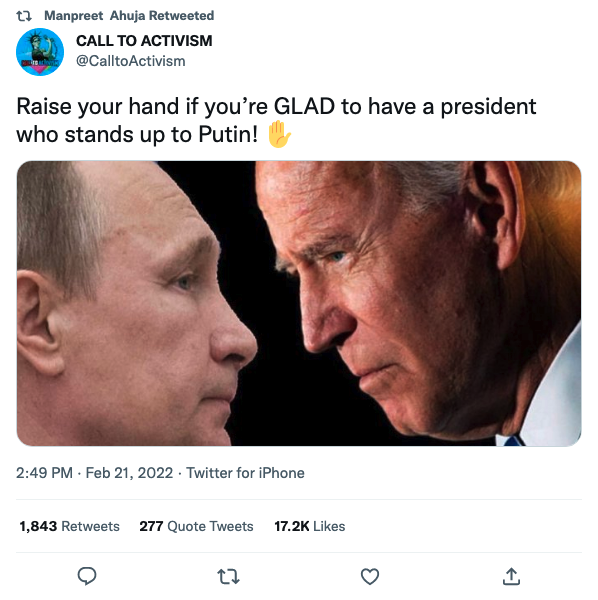 Manpreet Ahuja Retweeted
CALL TO ACTIVISM
@CalltoActivism
Raise your hand if you’re GLAD to have a president
who stands up to Putin! ✋
2:49 PM · Feb 21, 2022 · Twitter for iPhone
1,843 Retweets 277 Quote Tweets 17.2K Likes